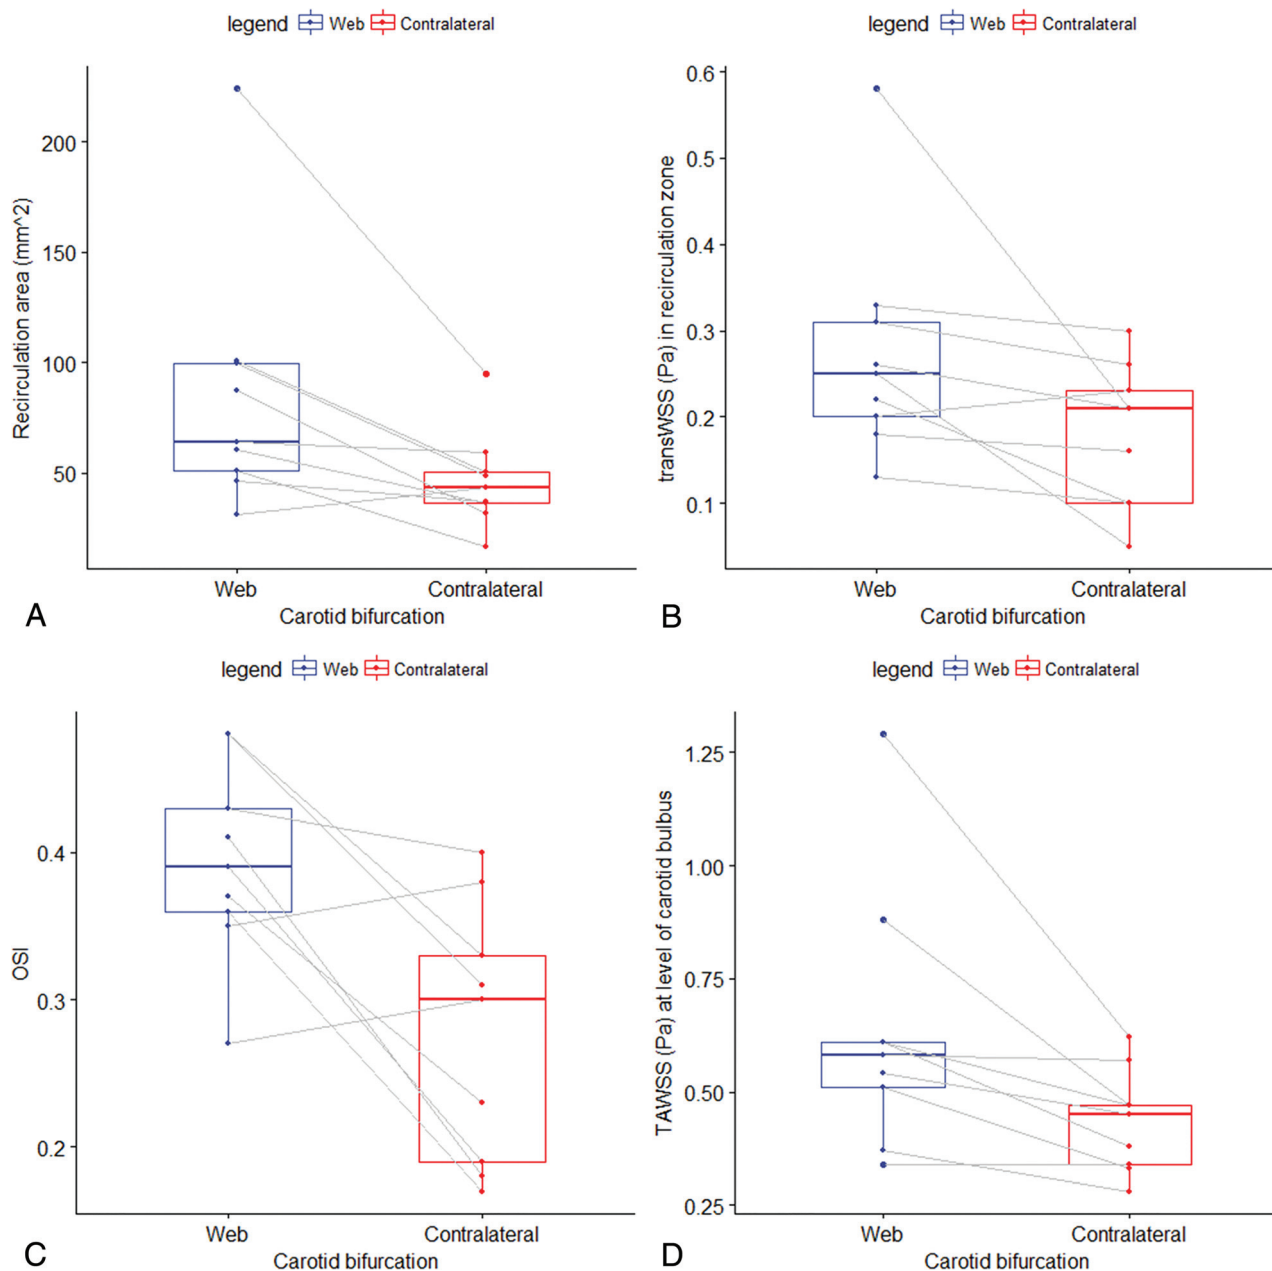 legend Web Contralateral
Recirculation area (mm^2)
200
150
100
50
Web Contralateral
Carotid bifurcation
A
legend Web Contralateral
transWSS (Pa) in recirculation zone
0.6
0.5
0.4
0.3
0.2
0.1
Web Contralateral
Carotid bifurcation
B
legend Web Contralateral
OSI
0.4
0.3
0.2
Web Contralateral
Carotid bifurcation
C
legend Web Contralateral
TAWSS (Pa) at level of carotid bulbus
1.25
1.00
0.75
0.50
0.25
Web Contralateral
Carotid bifurcation
D